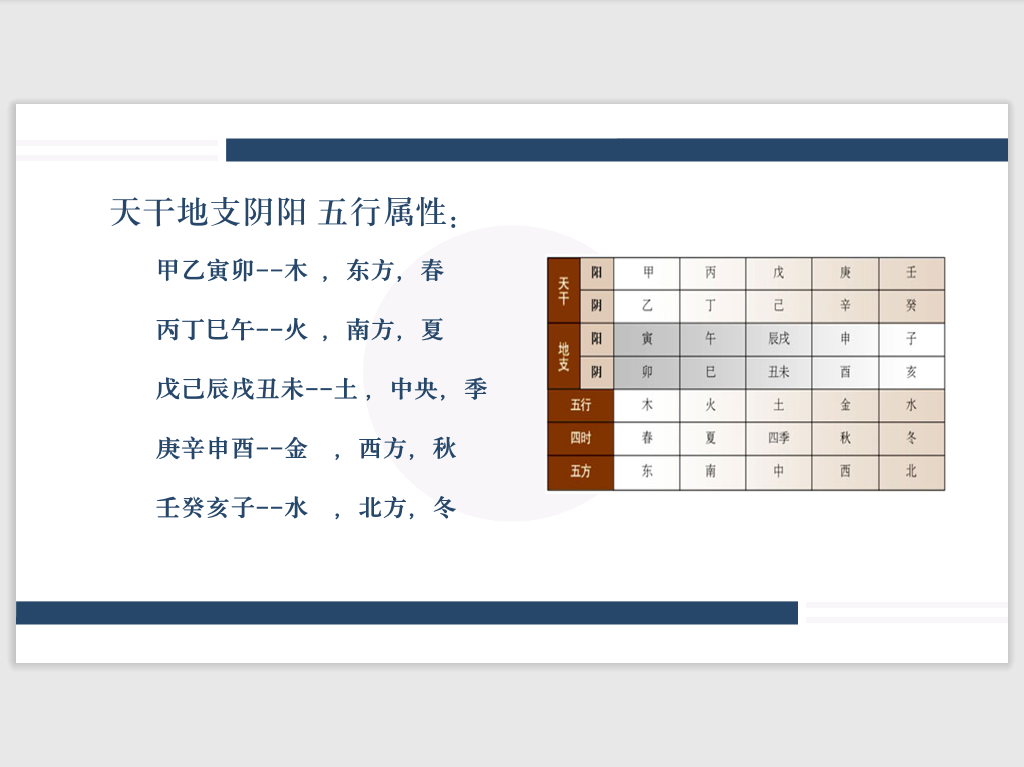 天干地支阴阳 五行属性：
甲乙寅卯--木 ，东方，春
丙丁巳午--火 ，南方，夏
戊己辰戌丑未--土，中央，季
庚辛申酉--金 ，西方，秋
壬癸亥子--水 ，北方，冬
天干 阳 甲 丙 戊 庚 壬
阴 乙 丁 己 辛 癸
地支 阳 寅 午 辰戌 申 子
阴 卯 巳 丑未 酉 亥
五行 木 火 土 金 水
四时 春 夏 四季 秋 冬
五方 东 南 中 西 北